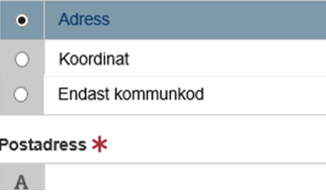 Adress
Koordinat
Endast kommunkod
Postadress *
A